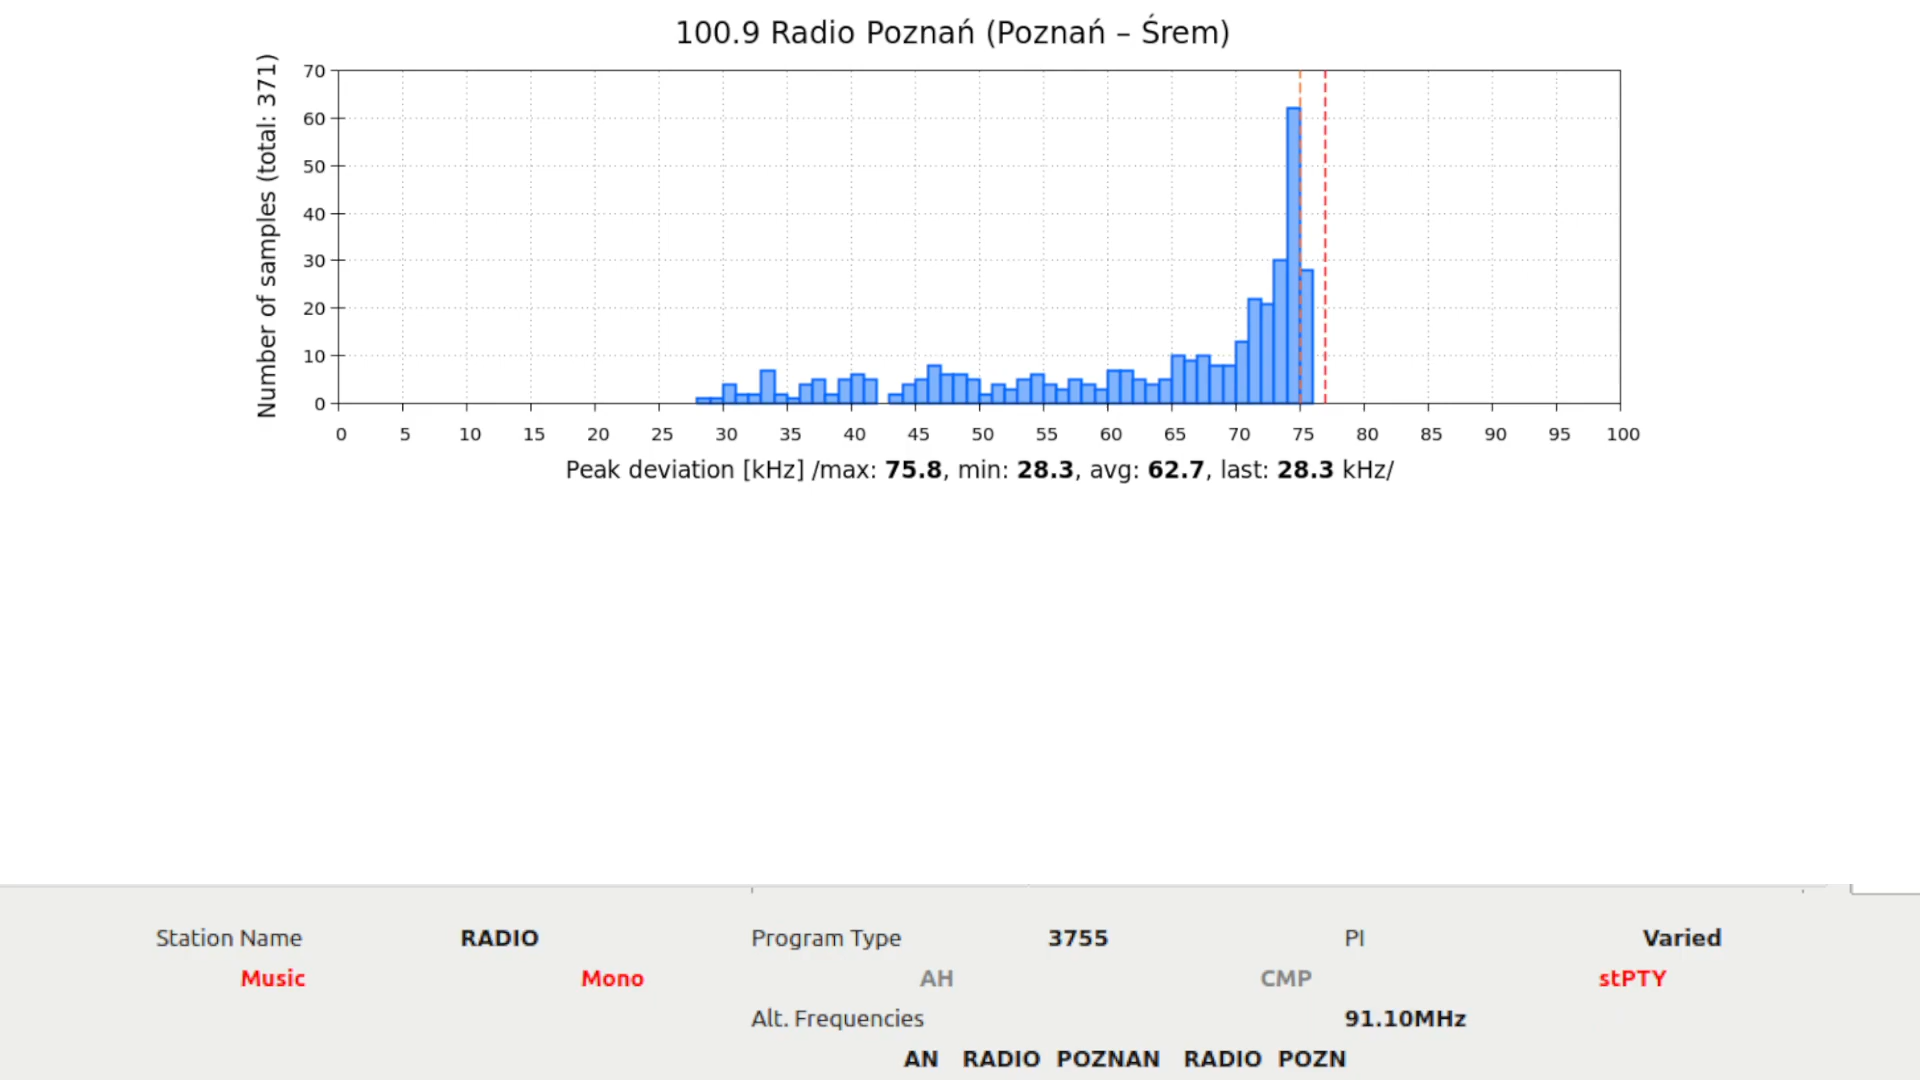 100.9 Radio Poznań (Poznań – Śrem)
Number of samples (total: 371)
70
60
50
40
30
20
10
0
0 5 10 15 20 25 30 35 40 45 50 55 60 65 70 75 80 85 90 95 100
Peak deviation [kHz] /max: 75.8, min: 28.3, avg: 62.7, last: 28.3 kHz/
Station Name RADIO Program Type 3755 PI Varied
Music Mono AH CMP stPTY
Alt. Frequencies 91.10MHz
AN RADIO POZNAN RADIO POZN